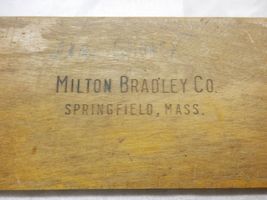 MILTON BRADLEY CO.
SPRINGFIELD, MASS.